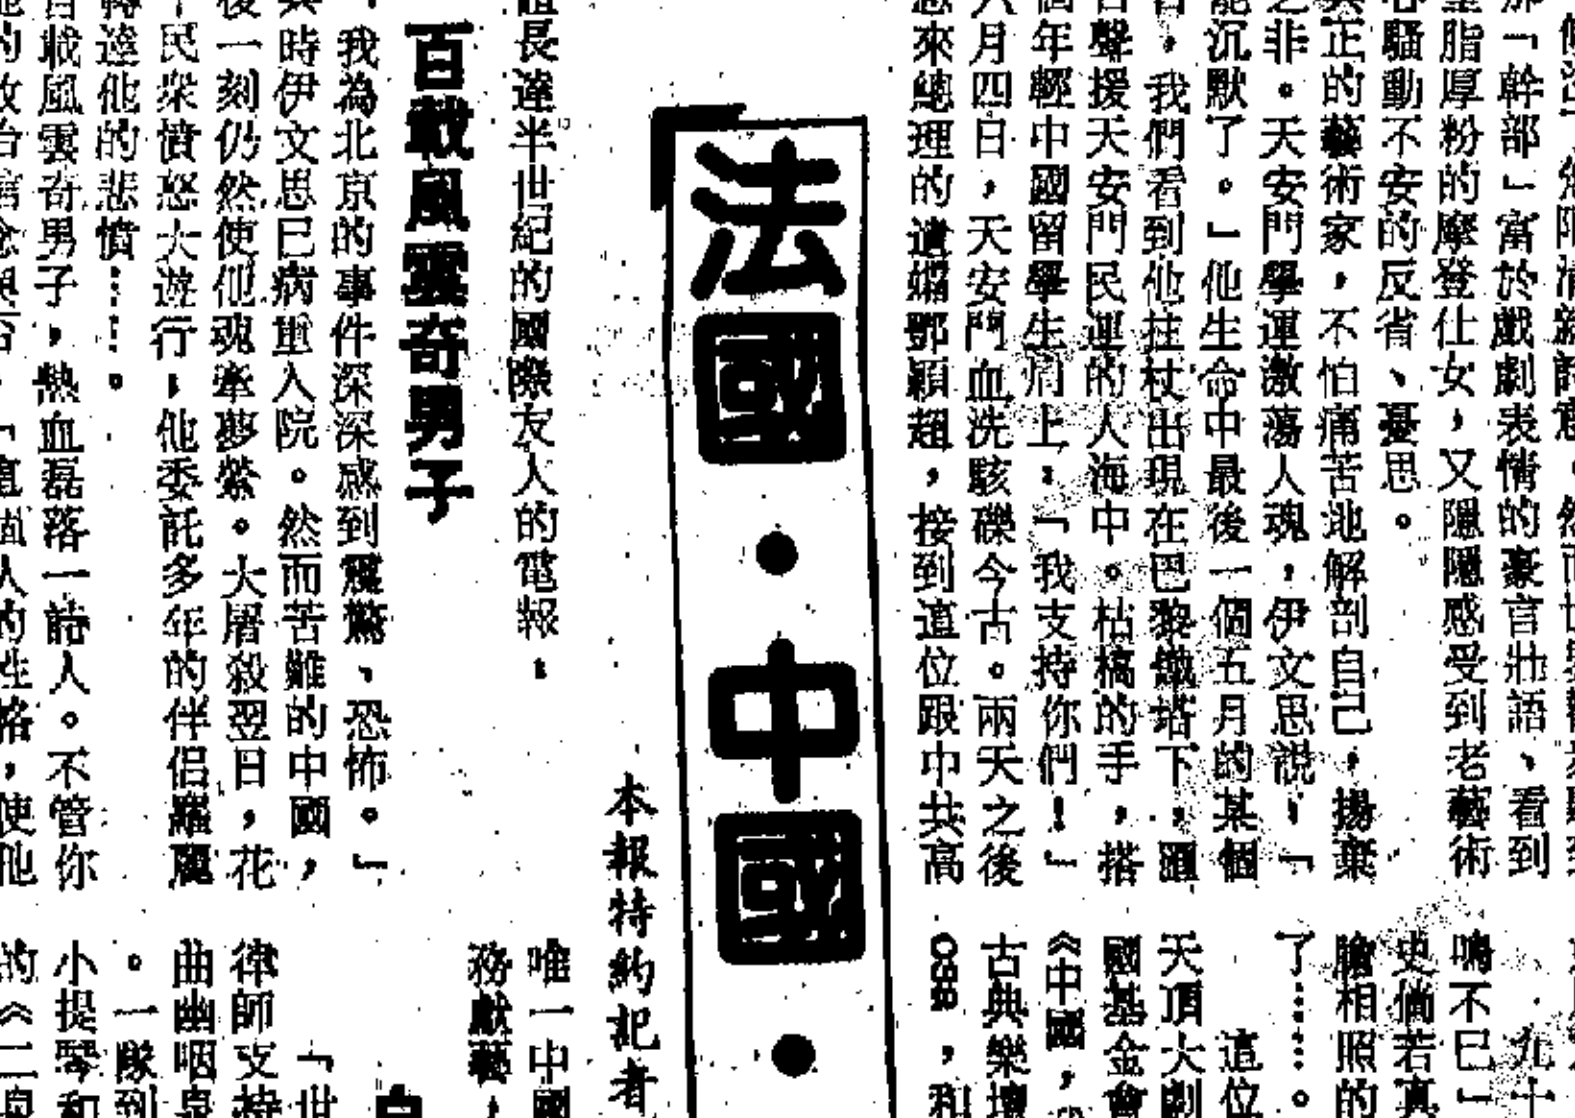 鳴不已」
史倘若真
膽相照的
了……。
這位
天頂大劇
國基金會
《中國，
古典樂壇
OSR，和
那「幹部」富於戲劇表情的豪言壯語、看到
脂厚粉的摩登仕女，又隱隱感受到老藝術
騷動不安的反省、憂思。
正的藝術家，不怕痛苦地解剖自己，揚棄
之非。天安門學運激蕩人魂，伊文思說：「
能沉默了。」他生命中最後一個五月的某個
，我們看到他拄杖出現在巴黎鐵塔下，匯
聲援天安門民運的人海中。枯槁的手，搭
個年輕中國留學生肩上：「我支持你們！」
六月四日，天安門血洗駭礫今古。兩天之後
來總理的遺孀鄧穎超，接到這位跟中共高
法國・中國・
本報特約記者
長達半世紀的國際友人的電報：
百載風雲奇男子
我為北京的事件深深感到震驚、恐怖。」
時伊文思已病重入院。然而苦難的中國，
後一刻仍然使他魂牽夢縈。大屠殺翌日，花
民眾憤怒大遊行，他委託多年的伴侶羅麗
轉達他的悲憤……。
百載風雲奇男子，熱血磊落一詩人。不管你
的政治信念與否，「這個人的性格，使他
唯一中國
務獻藝，
「世
律師支持
曲幽咽泉
。一隊到
小提琴和
的《二泉